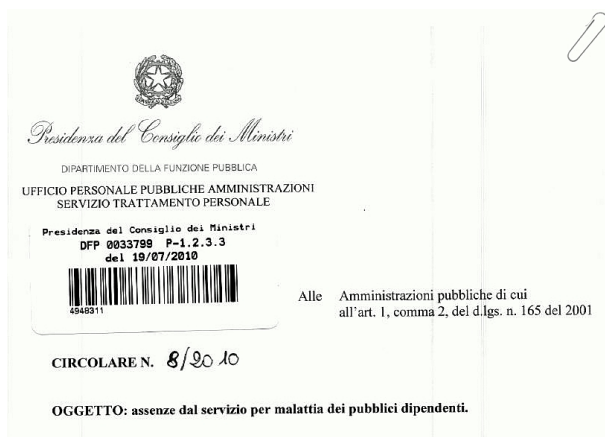 Presidenza del Consiglio dei Ministri
DIPARTIMENTO DELLA FUNZIONE PUBBLICA
UFFICIO PERSONALE PUBBLICHE AMMINISTRAZIONI
SERVIZIO TRATTAMENTO PERSONALE
Presidenza del Consiglio dei Ministri
DFP 0033799 P-1.2.3.3
del 19/07/2010
4948311
Alle Amministrazioni pubbliche di cui
all'art. 1, comma 2, del d.lgs. n. 165 del 2001
CIRCOLARE N. 8/2010
OGGETTO: assenze dal servizio per malattia dei pubblici dipendenti.